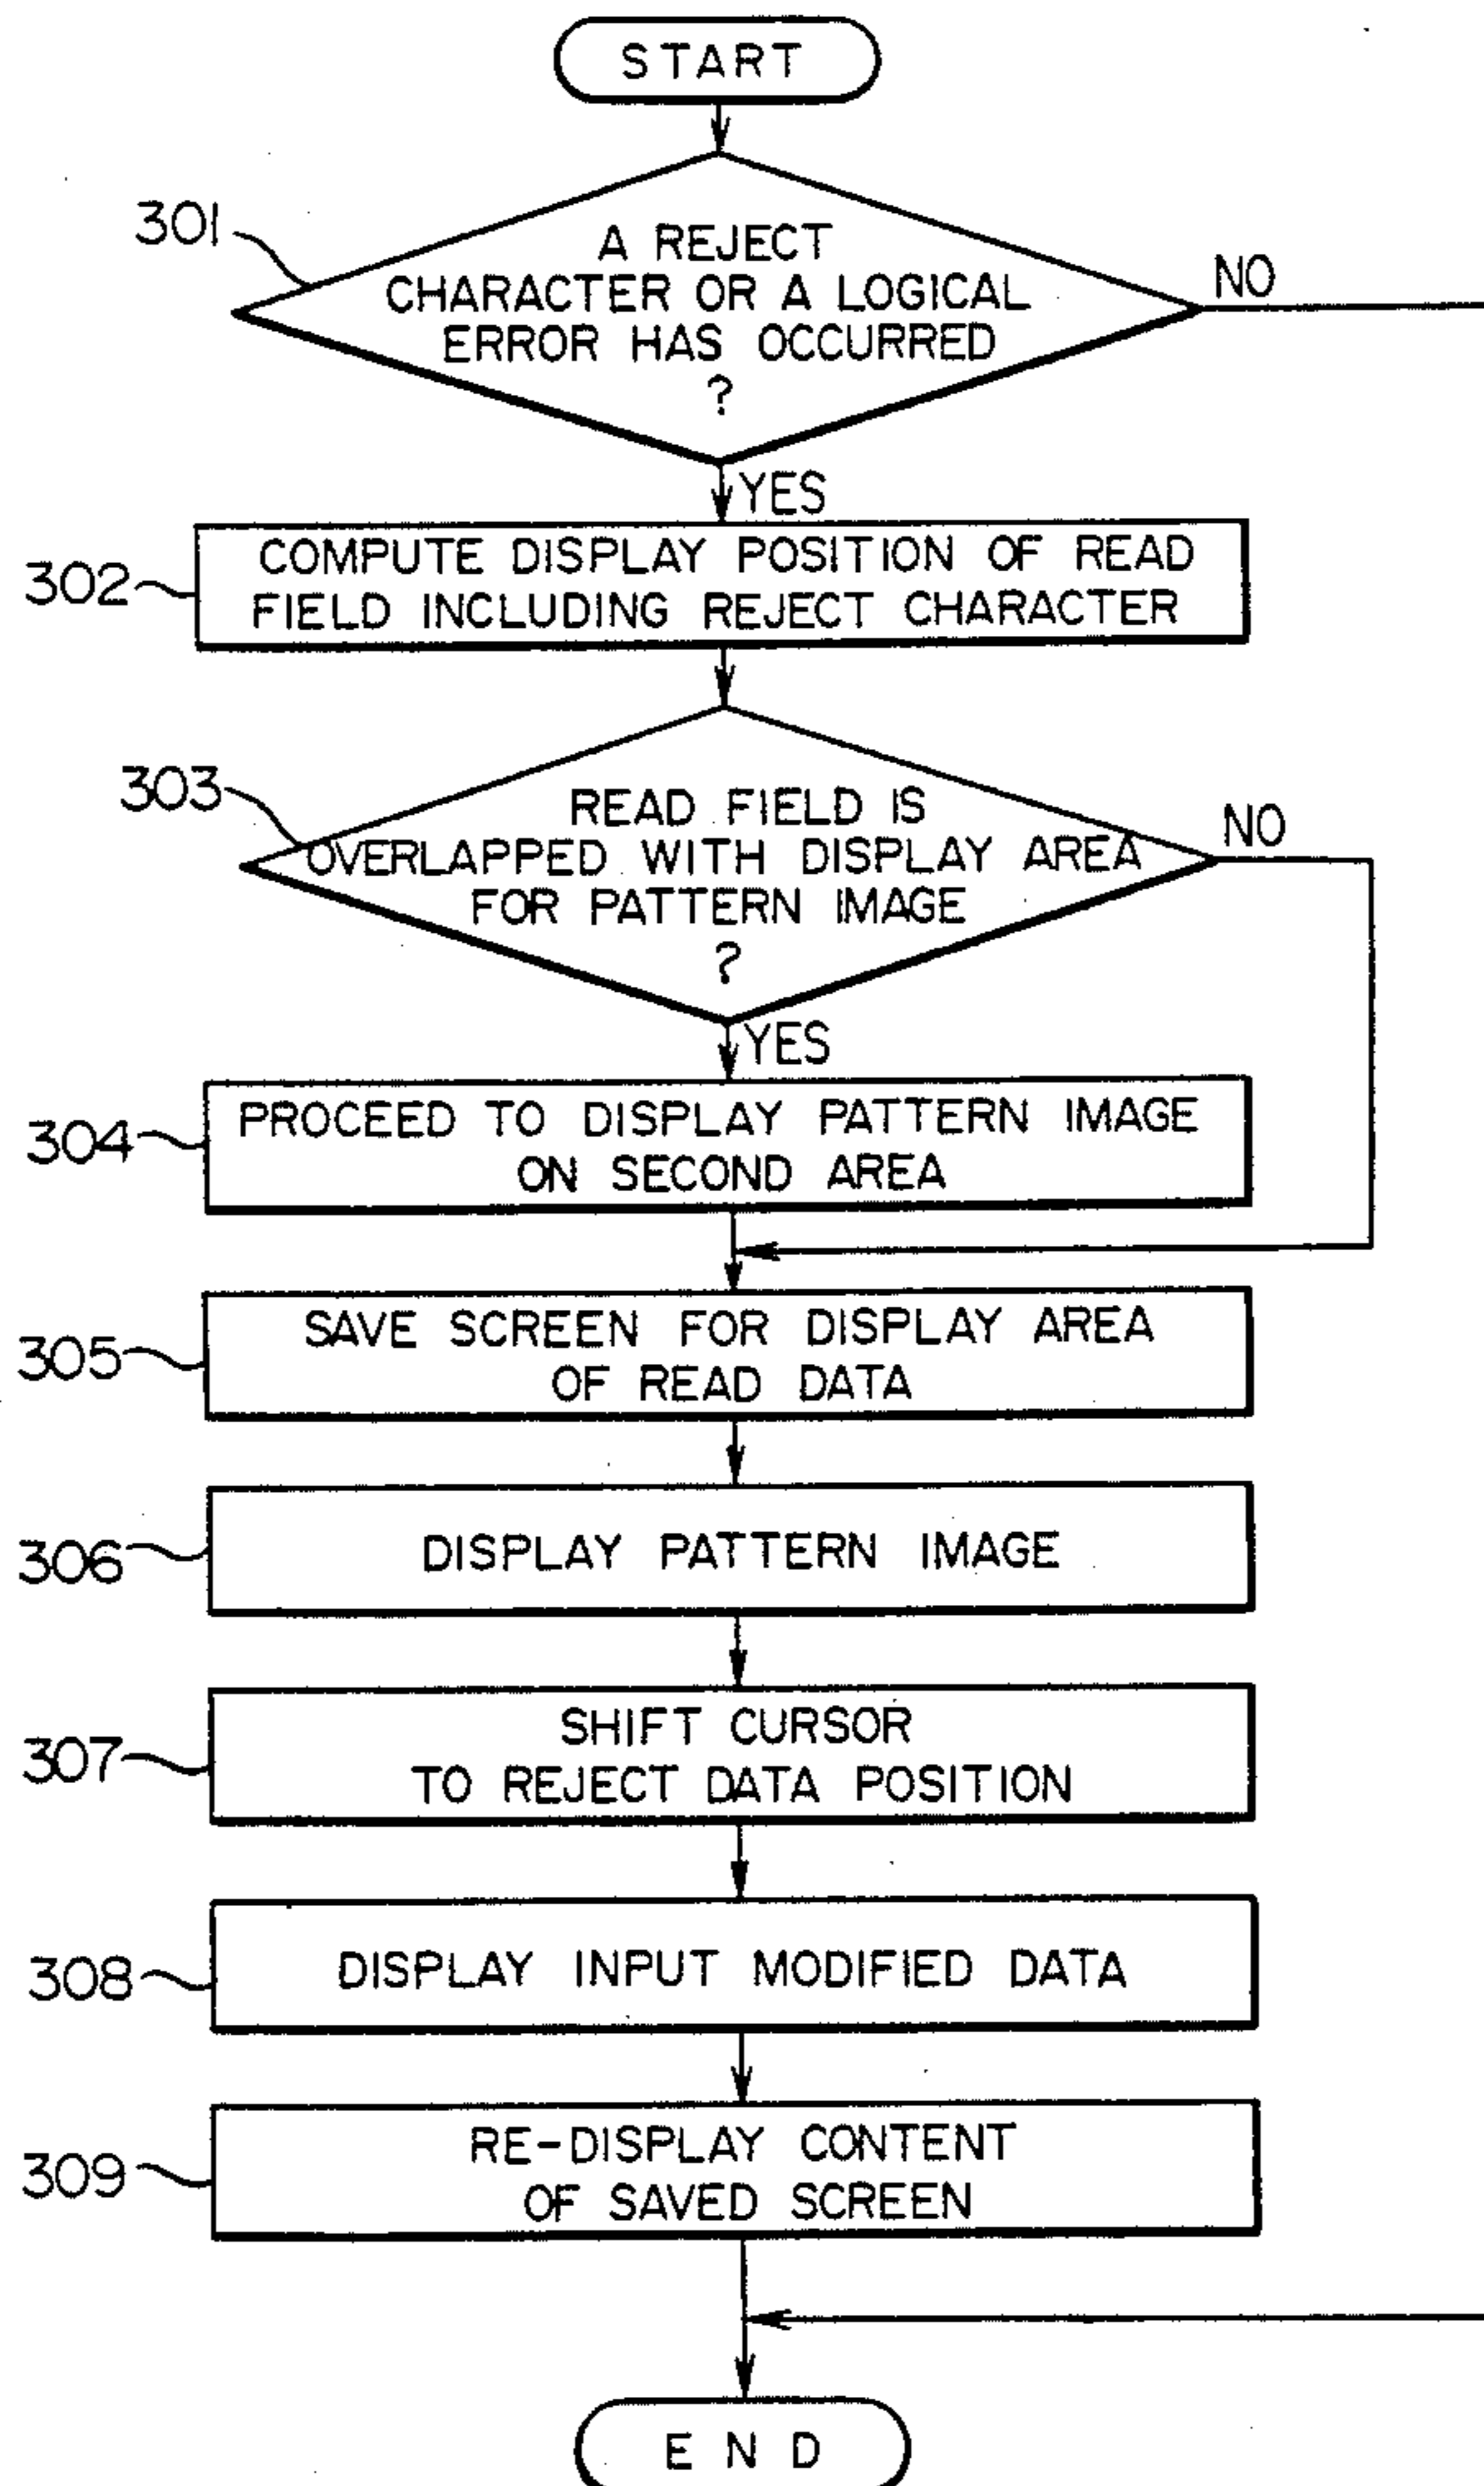 START
301
A REJECT
CHARACTER OR A LOGICAL
ERROR HAS OCCURRED
?
NO
YES
302
COMPUTE DISPLAY POSITION OF READ
FIELD INCLUDING REJECT CHARACTER
303
READ FIELD IS
OVERLAPPED WITH DISPLAY AREA
FOR PATTERN IMAGE
?
NO
YES
304
PROCEED TO DISPLAY PATTERN IMAGE
ON SECOND AREA
305
SAVE SCREEN FOR DISPLAY AREA
OF READ DATA
306
DISPLAY PATTERN IMAGE
307
SHIFT CURSOR
TO REJECT DATA POSITION
308
DISPLAY INPUT MODIFIED DATA
309
RE-DISPLAY CONTENT
OF SAVED SCREEN
END